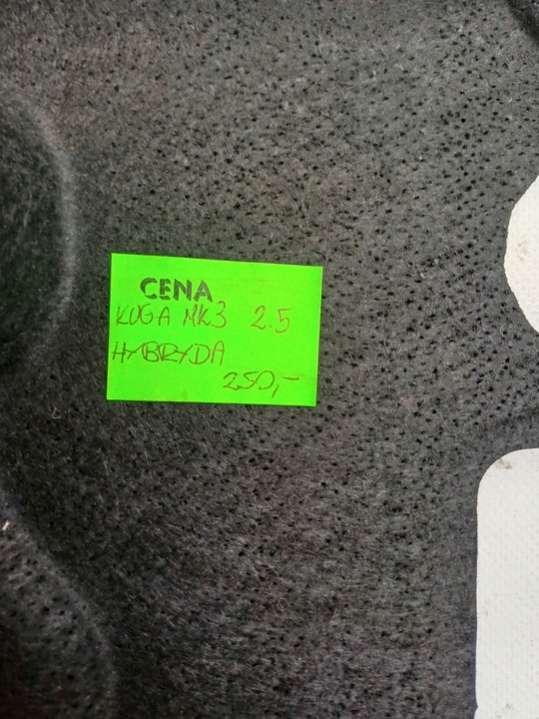 CENA
KUGA MK3 2.5
HYBRYDA
250,-